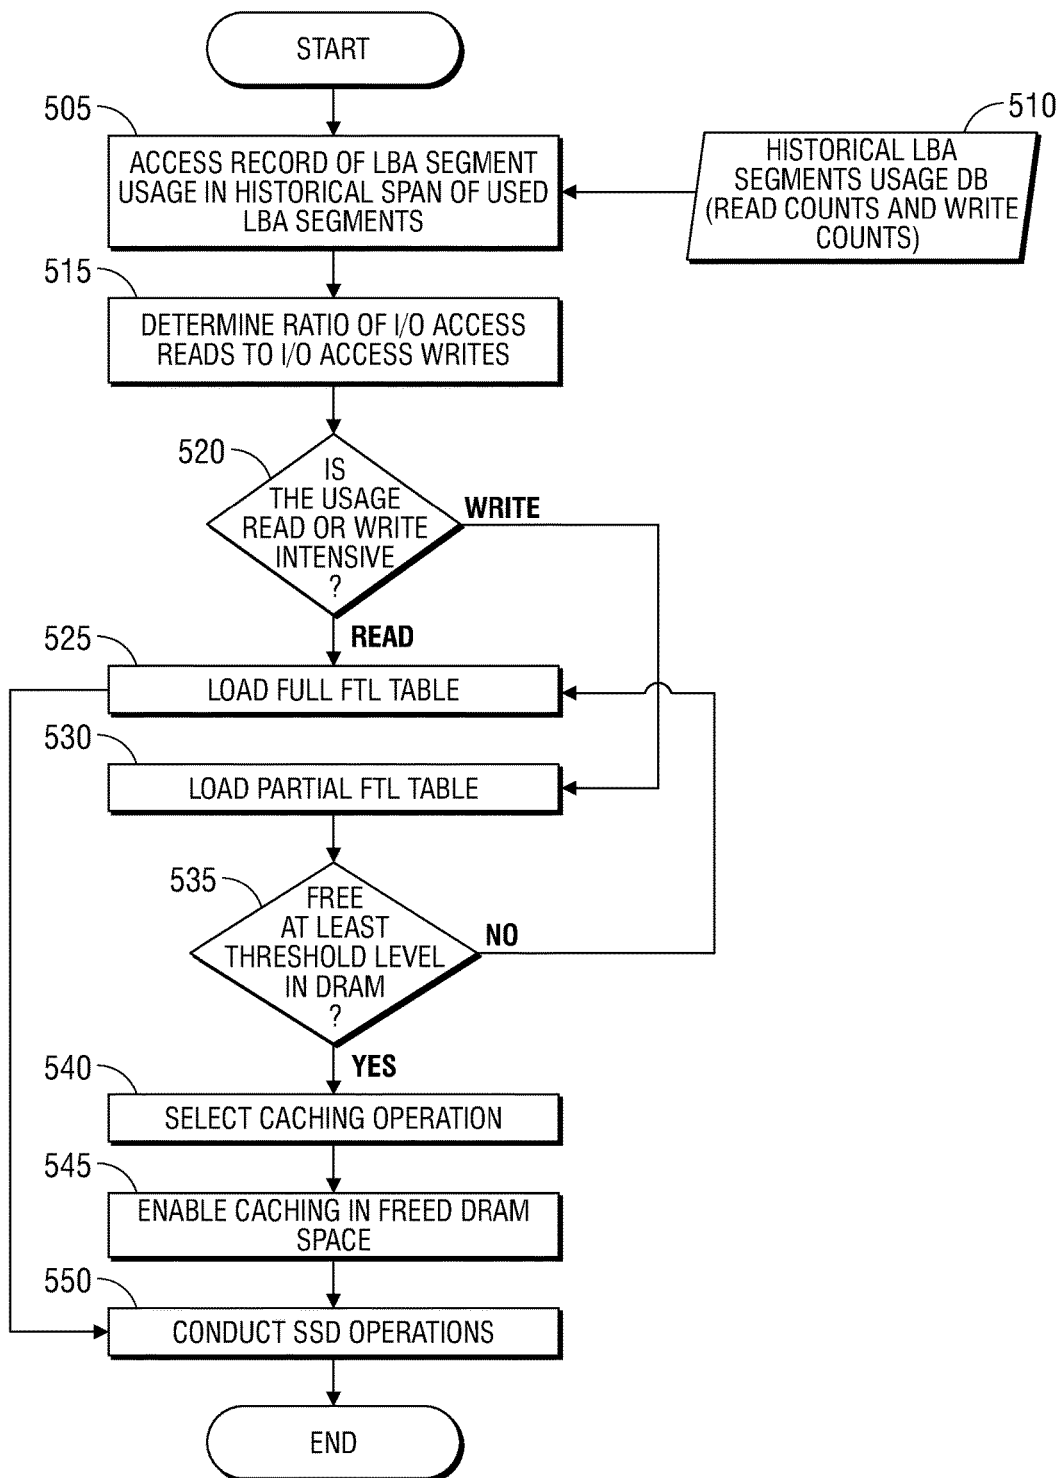 START
505
ACCESS RECORD OF LBA SEGMENT
USAGE IN HISTORICAL SPAN OF USED
LBA SEGMENTS
510
HISTORICAL LBA
SEGMENTS USAGE DB
(READ COUNTS AND WRITE
COUNTS)
515
DETERMINE RATIO OF I/O ACCESS
READS TO I/O ACCESS WRITES
520
IS
THE USAGE
READ OR WRITE
INTENSIVE
?
WRITE
READ
525
LOAD FULL FTL TABLE
530
LOAD PARTIAL FTL TABLE
535
FREE
AT LEAST
THRESHOLD LEVEL
IN DRAM
?
NO
YES
540
SELECT CACHING OPERATION
545
ENABLE CACHING IN FREED DRAM
SPACE
550
CONDUCT SSD OPERATIONS
END